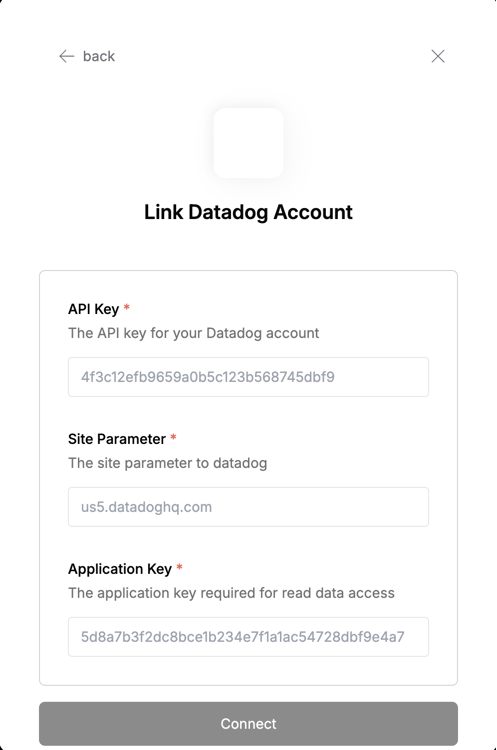 back
Link Datadog Account
API Key *
The API key for your Datadog account
4f3c12efb9659a0b5c123b568745dbf9
Site Parameter *
The site parameter to datadog
us5.datadoghq.com
Application Key *
The application key required for read data access
5d8a7b3f2dc8bce1b234e7f1a1ac54728dbf9e4a7
Connect